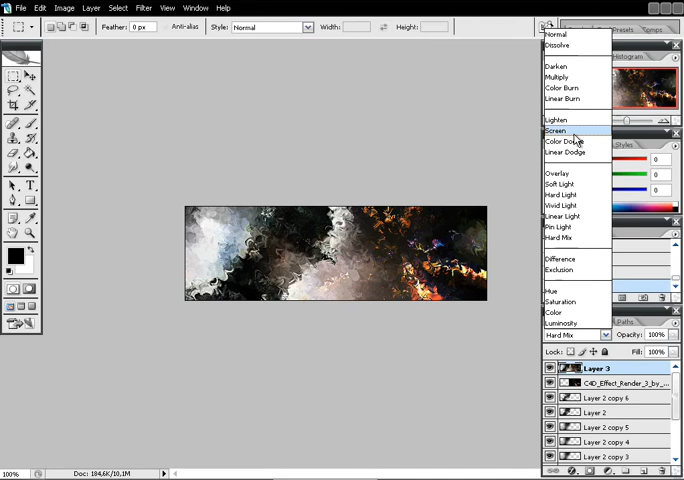 File Edit Image Layer Select Filter View Window Help
Feather: 0 px Anti-alias Style: Normal Width: Height:
Presets Comps
Normal
Dissolve
Histogram
Darken
Multiply
Color Burn
Linear Burn
Lighten
Screen
Color Dodge
Styles
Linear Dodge
0
Overlay
0
Soft Light
0
Hard Light
Vivid Light
Linear Light
Pin Light
Hard Mix
Difference
Exclusion
Hue
Saturation
Color
Luminosity
Paths
Hard Mix Opacity: 100%
Lock: Fill: 100%
Layer 3
C4D_Effect_Render_3_by_...
Layer 2 copy 6
Layer 2
Layer 2 copy 5
Layer 2 copy 4
Layer 2 copy 3
100% Doc: 184,6K/10,1M